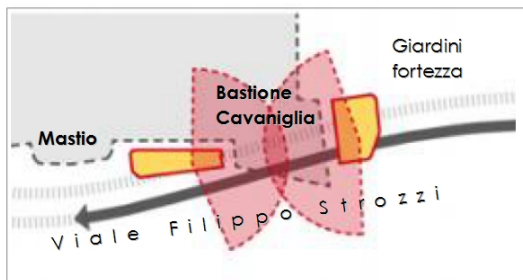 Giardini
fortezza
Bastione
Cavaniglia
Mastio
Viale Filippo Strozzi